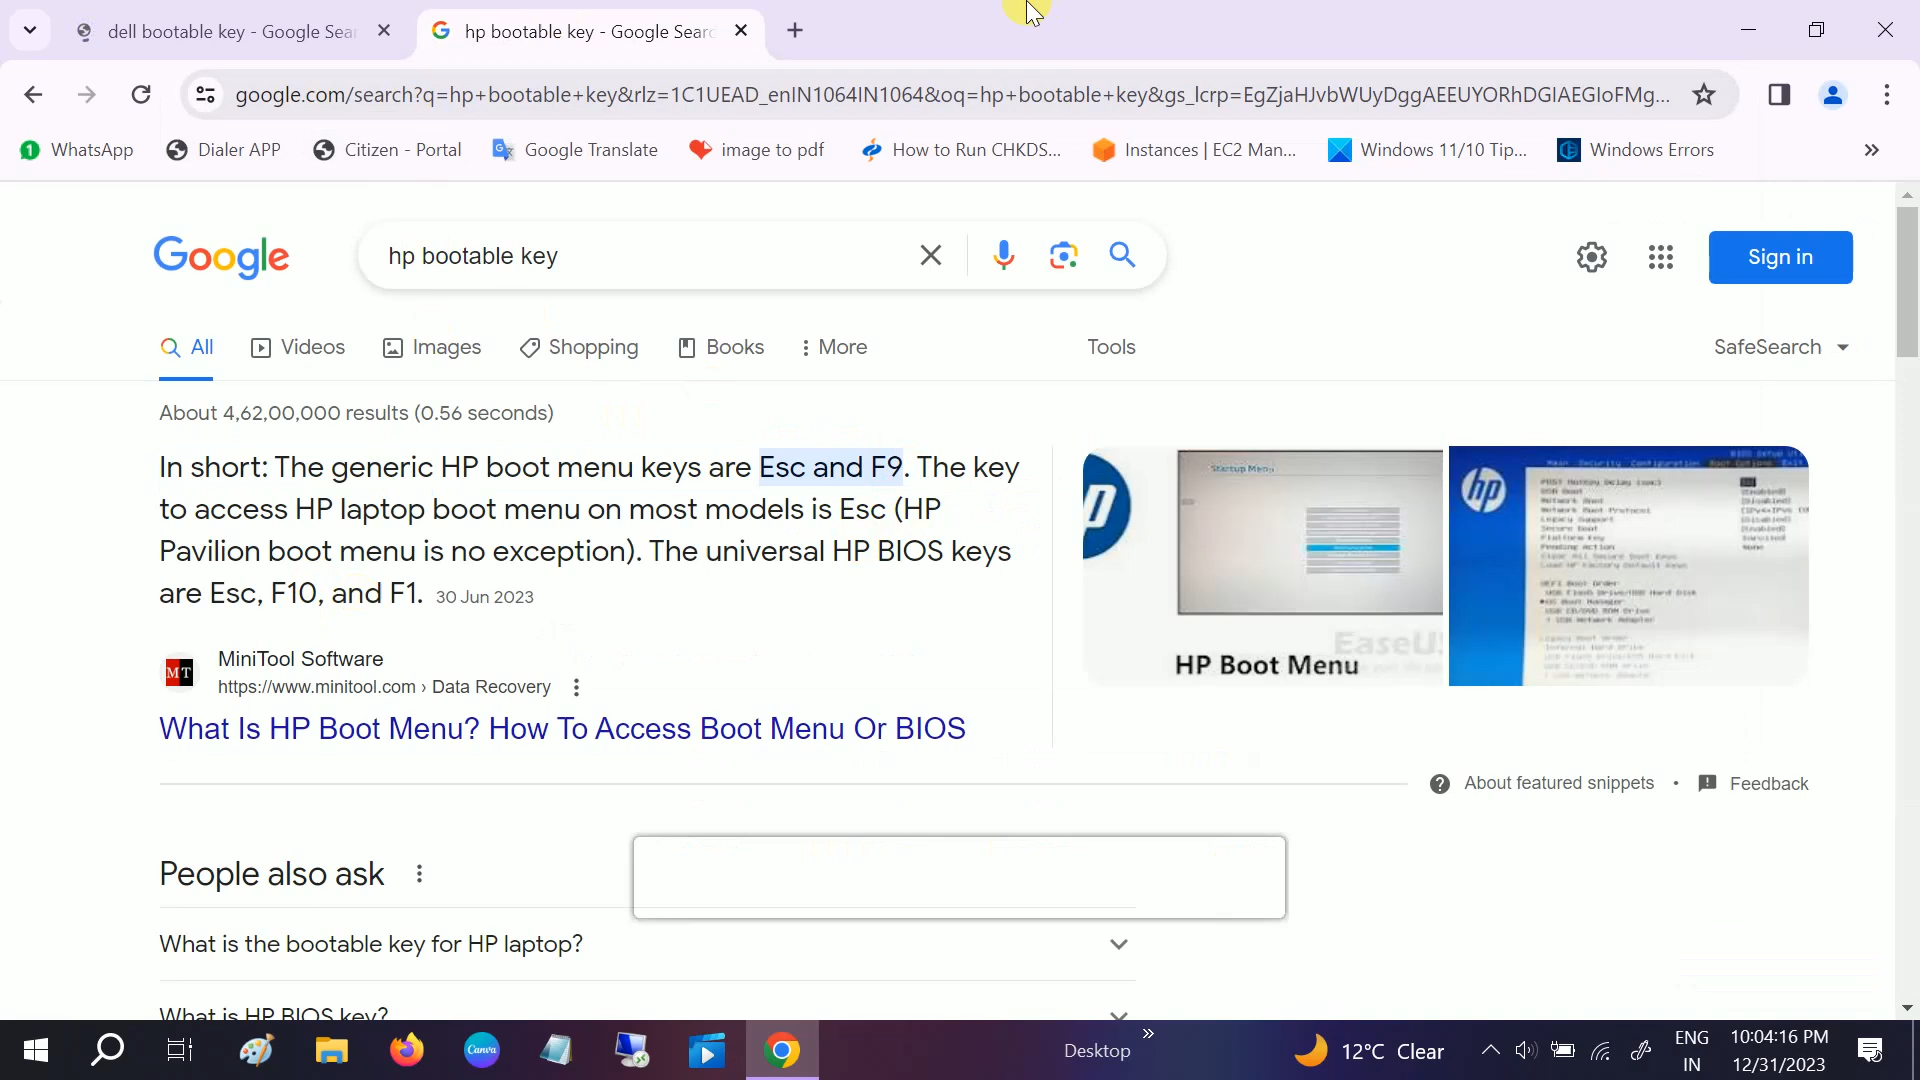 dell bootable key - Google Sear
hp bootable key - Google Searc
google.com/search?q=hp+bootable+key&rlz=1C1UEAD_enIN1064IN1064&oq=hp+bootable+key&gs_lcrp=EgZjaHJvbWUyDggAEEUYORhDGIAEGIoFMg...
1 WhatsApp
Dialer APP
Citizen - Portal
Google Translate
image to pdf
How to Run CHKDS...
Instances | EC2 Man...
Windows 11/10 Tip...
Windows Errors
Google
hp bootable key
Sign in
All
Videos
Images
Shopping
Books
More
Tools
SafeSearch
About 4,62,00,000 results (0.56 seconds)
In short: The generic HP boot menu keys are Esc and F9. The key
to access HP laptop boot menu on most models is Esc (HP
Pavilion boot menu is no exception). The universal HP BIOS keys
are Esc, F10, and F1. 30 Jun 2023
Startup Menu
EaseUS
HP Boot Menu
hp
MT
MiniTool Software
https://www.minitool.com › Data Recovery
What Is HP Boot Menu? How To Access Boot Menu Or BIOS
About featured snippets
•
Feedback
People also ask
What is the bootable key for HP laptop?
What is HP BIOS key?
Canva
Desktop
12°C Clear
ENG
IN
10:04:16 PM
12/31/2023